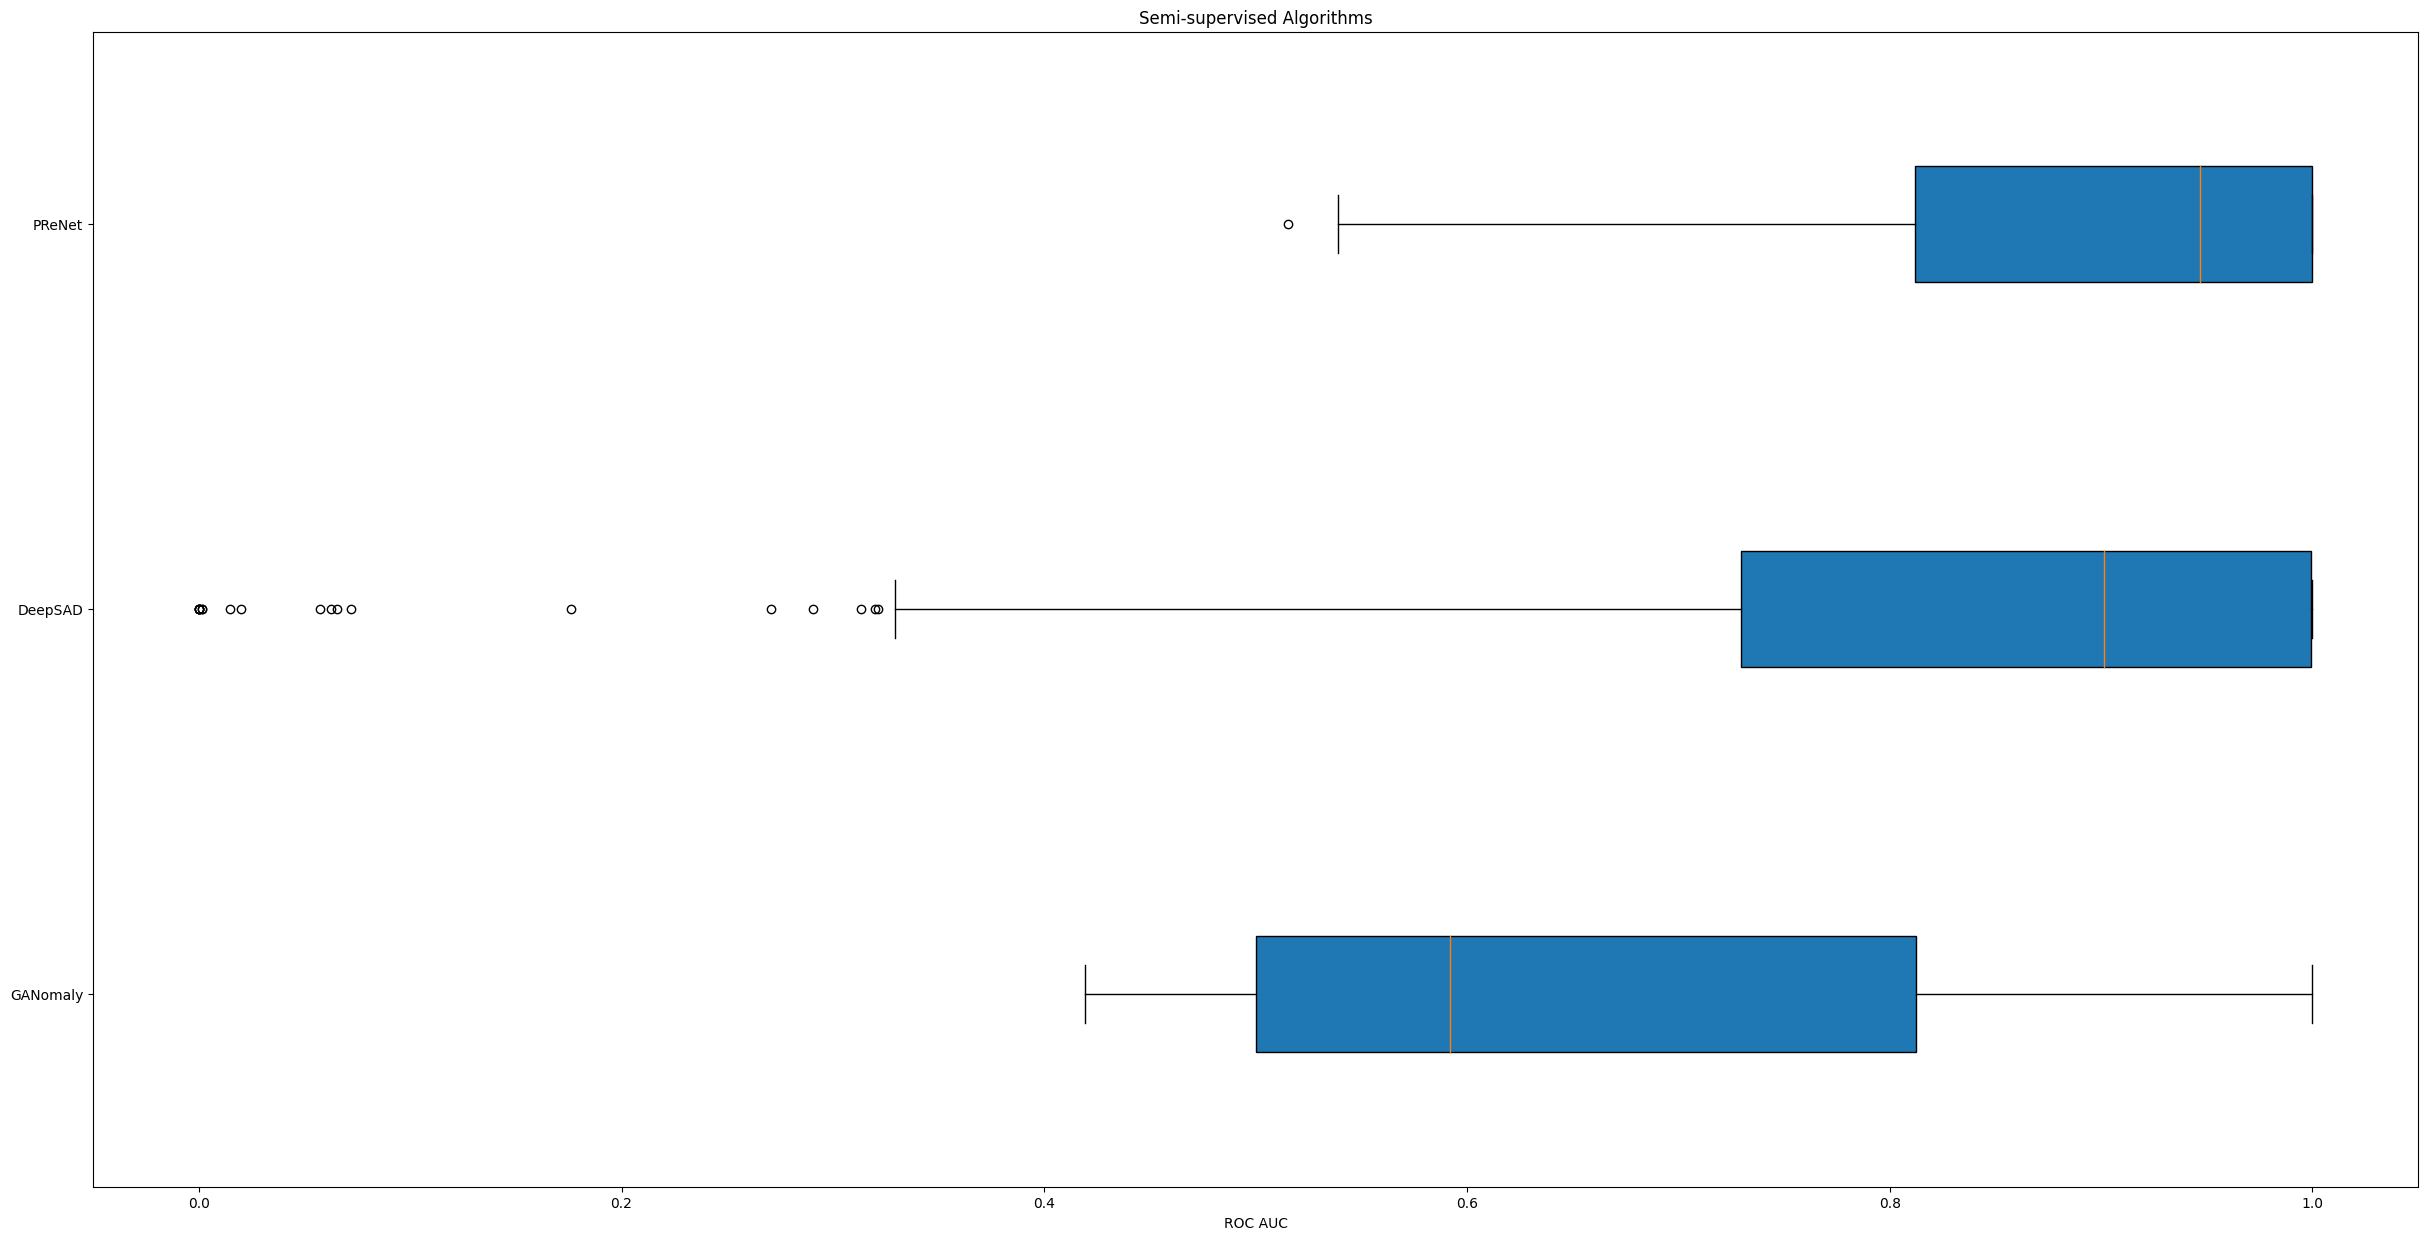 Semi-supervised Algorithms
PReNet
DeepSAD
GANomaly
0.0 0.2 0.4 0.6 0.8 1.0
ROC AUC